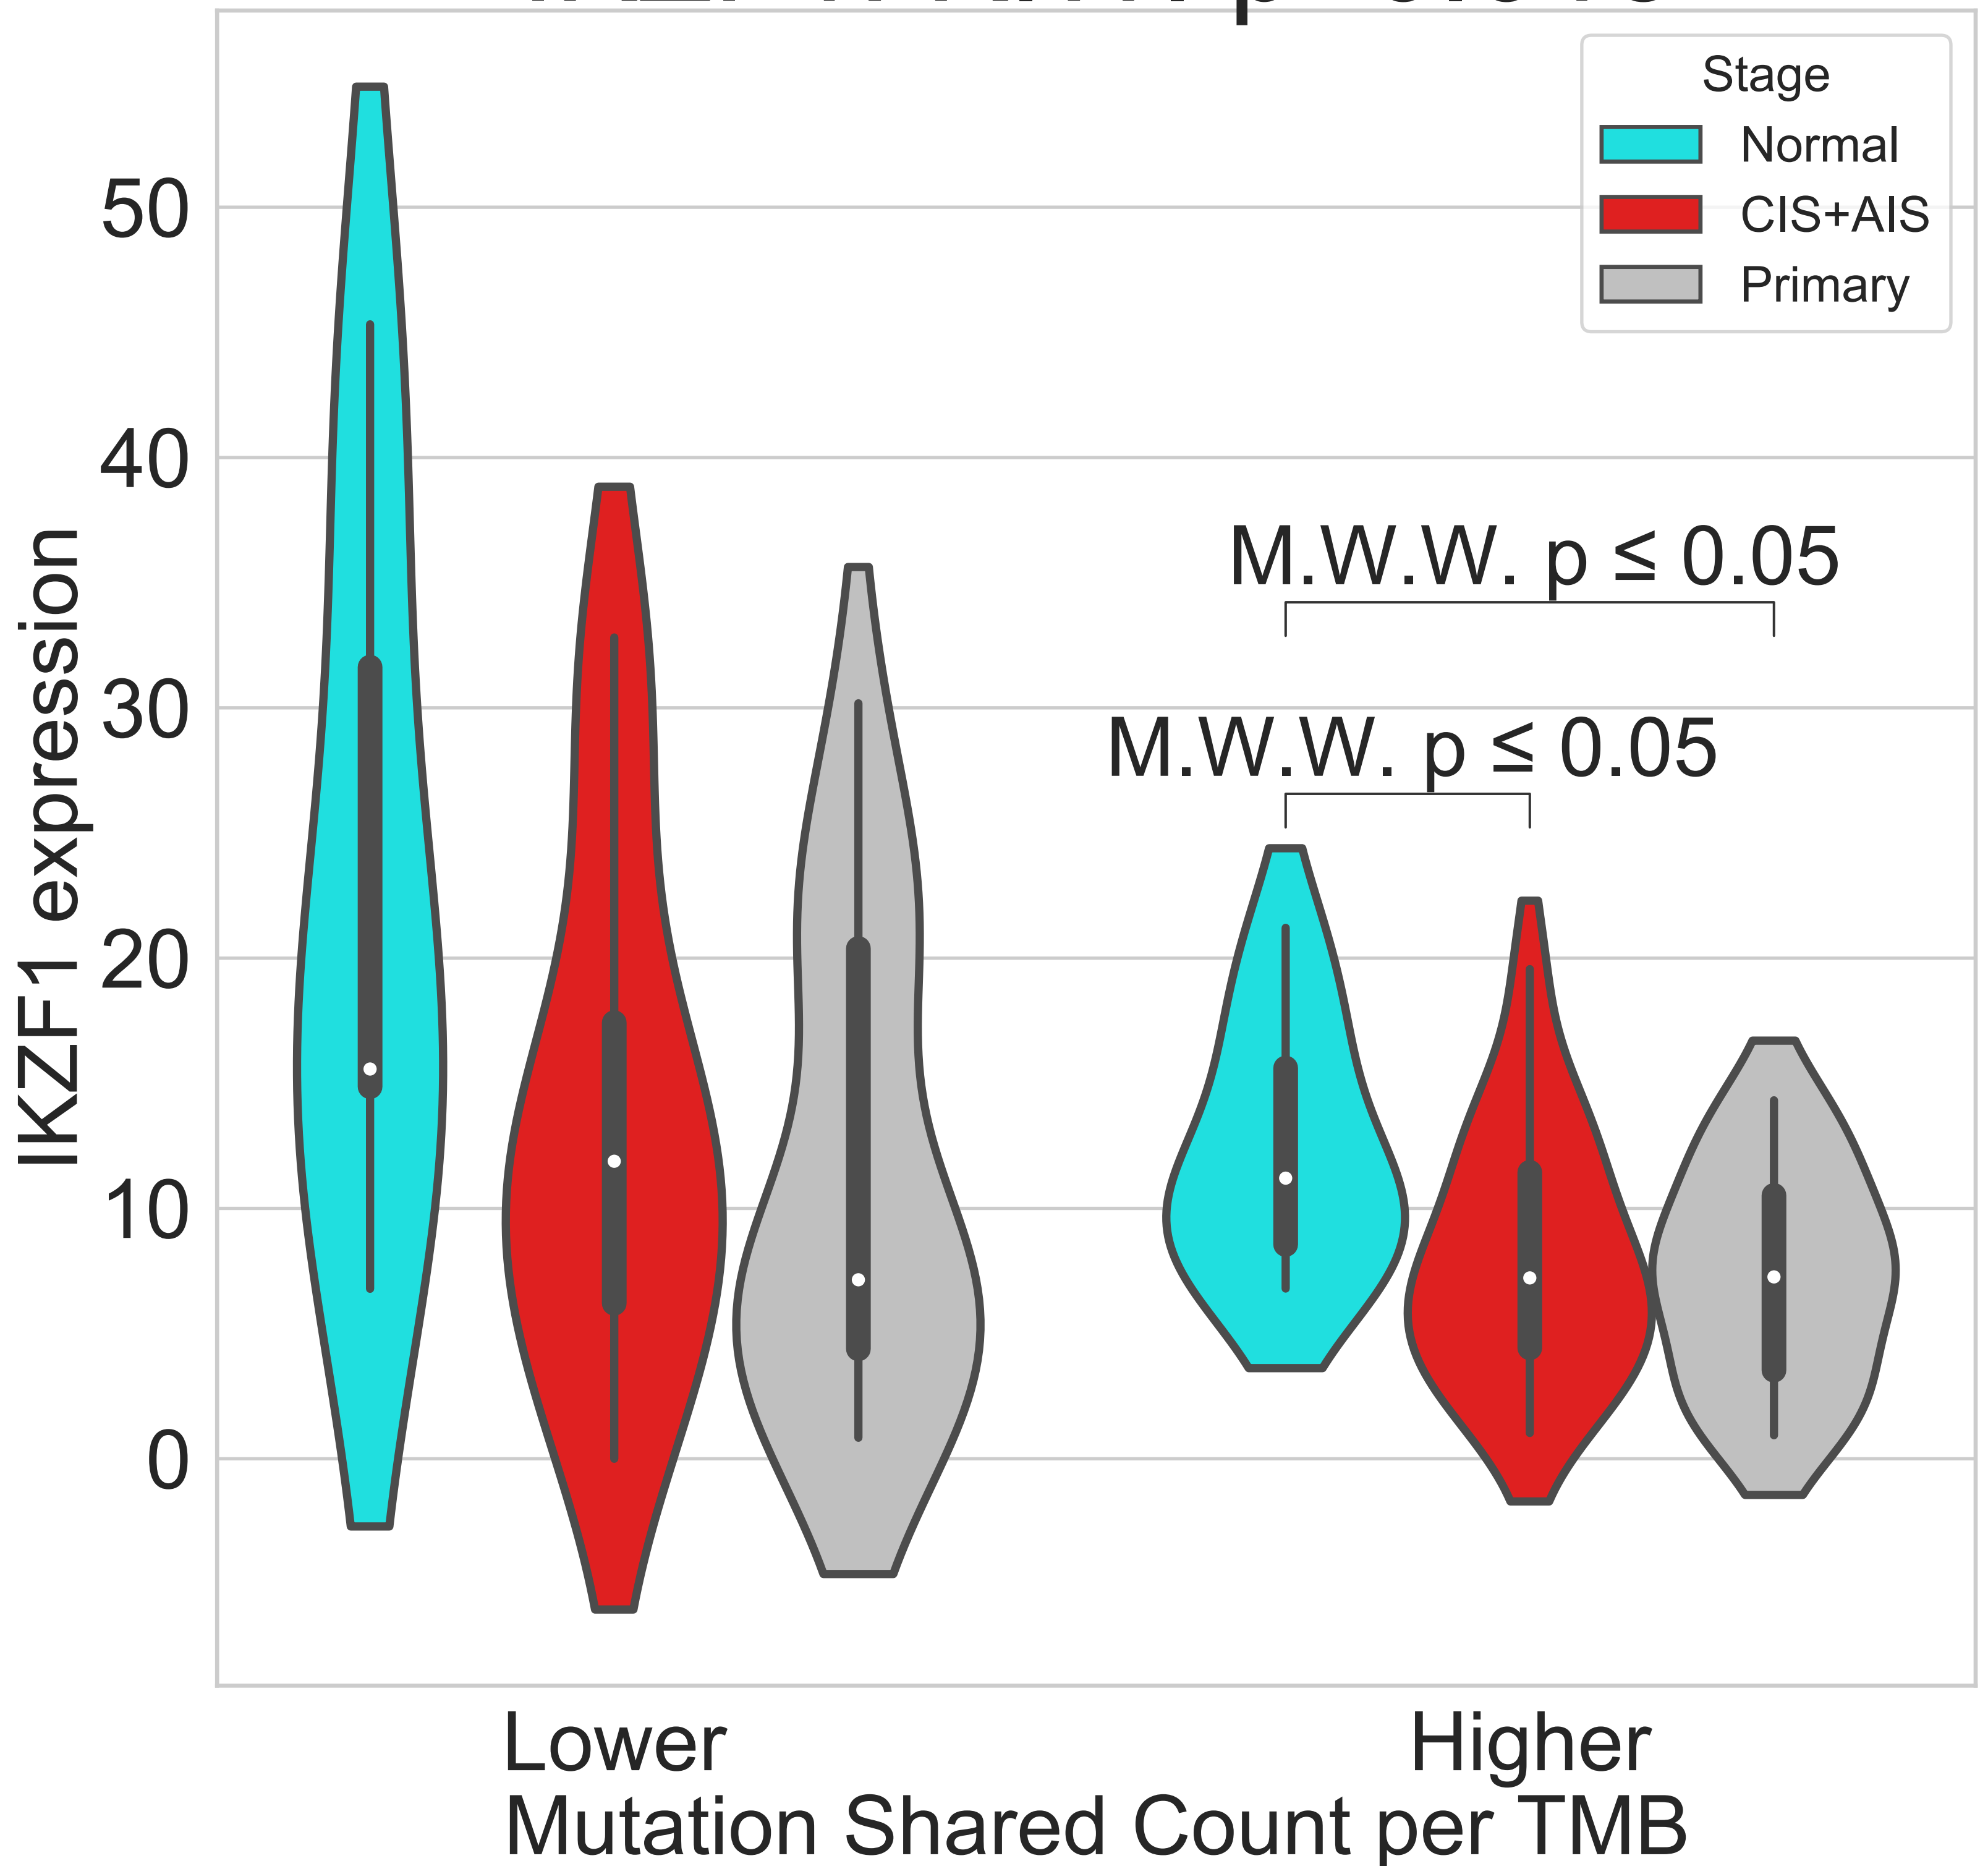 Stage
Normal
CIS+AIS
Primary
50
40
30
20
10
0
IKZF1 expression
M.W.W. p ≤ 0.05
M.W.W. p ≤ 0.05
Lower
Higher
Mutation Shared Count per TMB